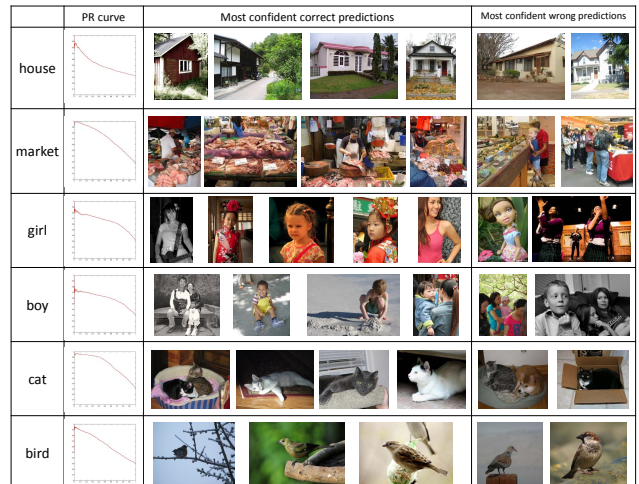 PR curve Most confident correct predictions Most confident wrong predictions
house
market
girl
boy
cat
bird